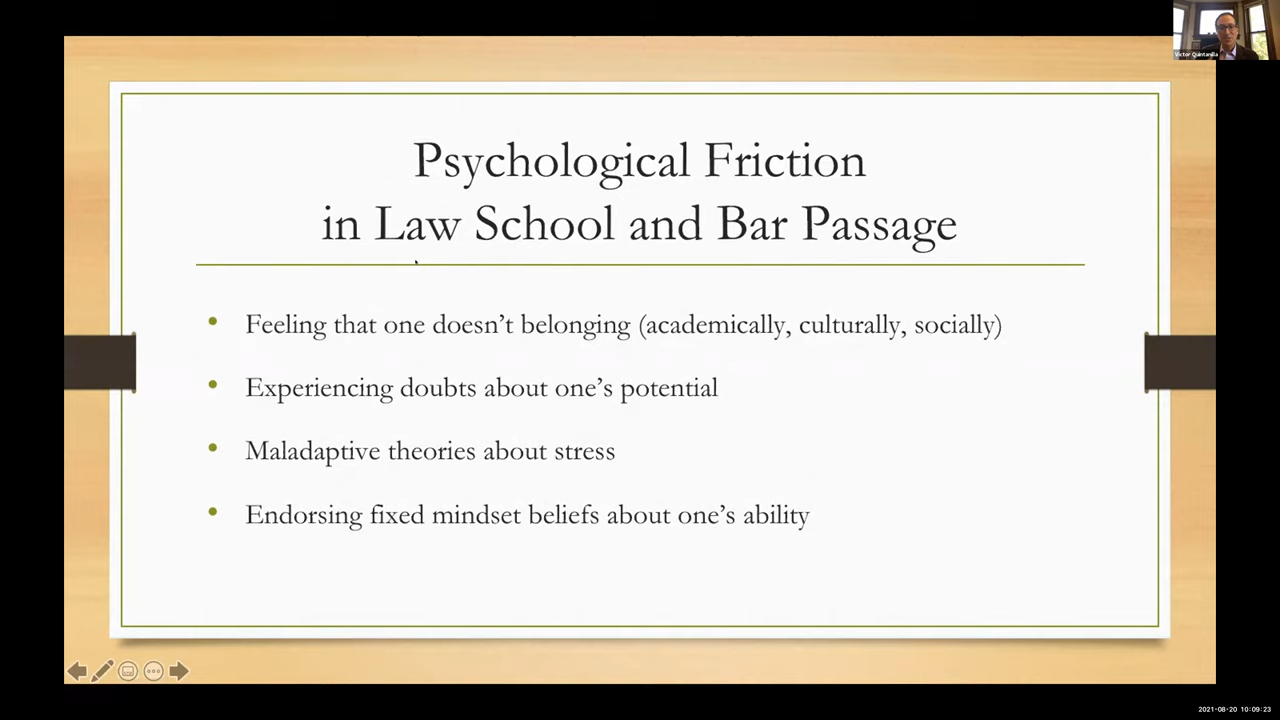 Victor Quintanilla
Psychological Friction
in Law School and Bar Passage
• Feeling that one doesn’t belonging (academically, culturally, socially)
• Experiencing doubts about one’s potential
• Maladaptive theories about stress
• Endorsing fixed mindset beliefs about one’s ability
2021-08-20 10:09:23